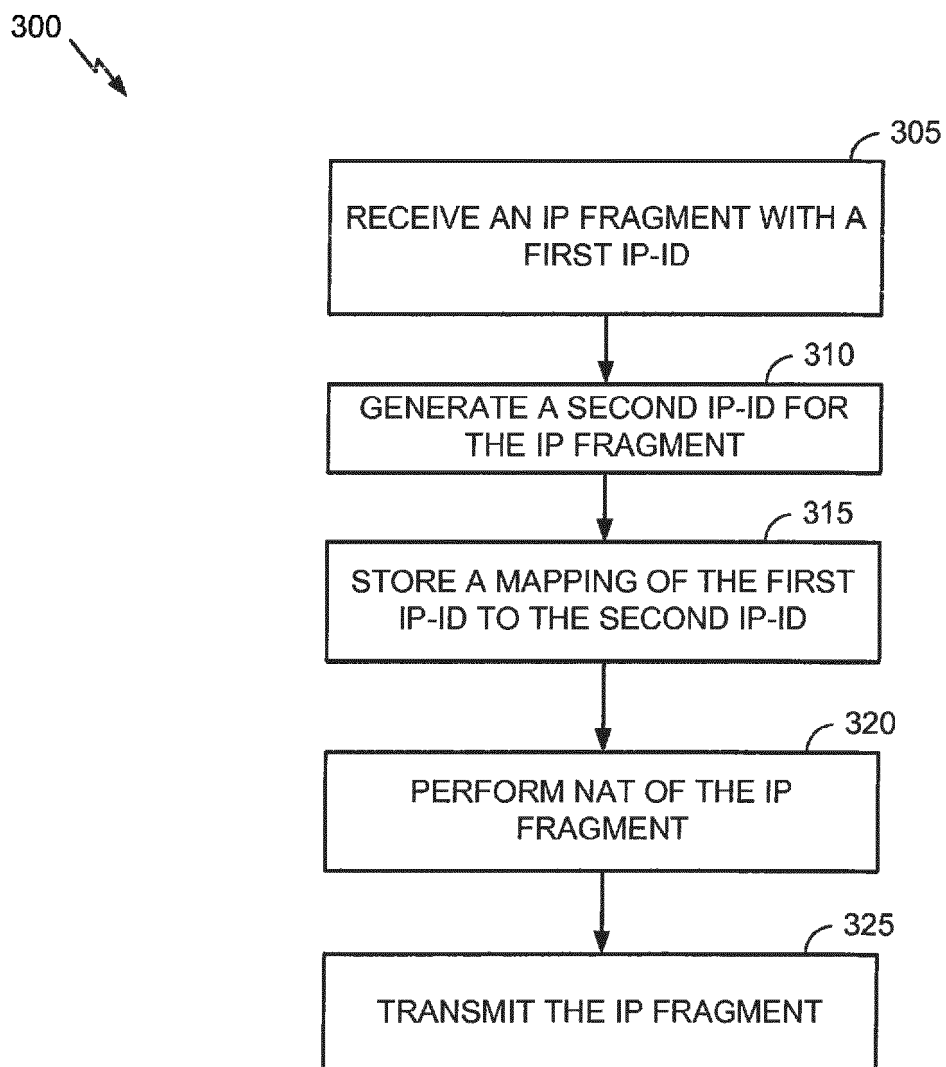 300
305
RECEIVE AN IP FRAGMENT WITH A
FIRST IP-ID
310
GENERATE A SECOND IP-ID FOR
THE IP FRAGMENT
315
STORE A MAPPING OF THE FIRST
IP-ID TO THE SECOND IP-ID
320
PERFORM NAT OF THE IP
FRAGMENT
325
TRANSMIT THE IP FRAGMENT